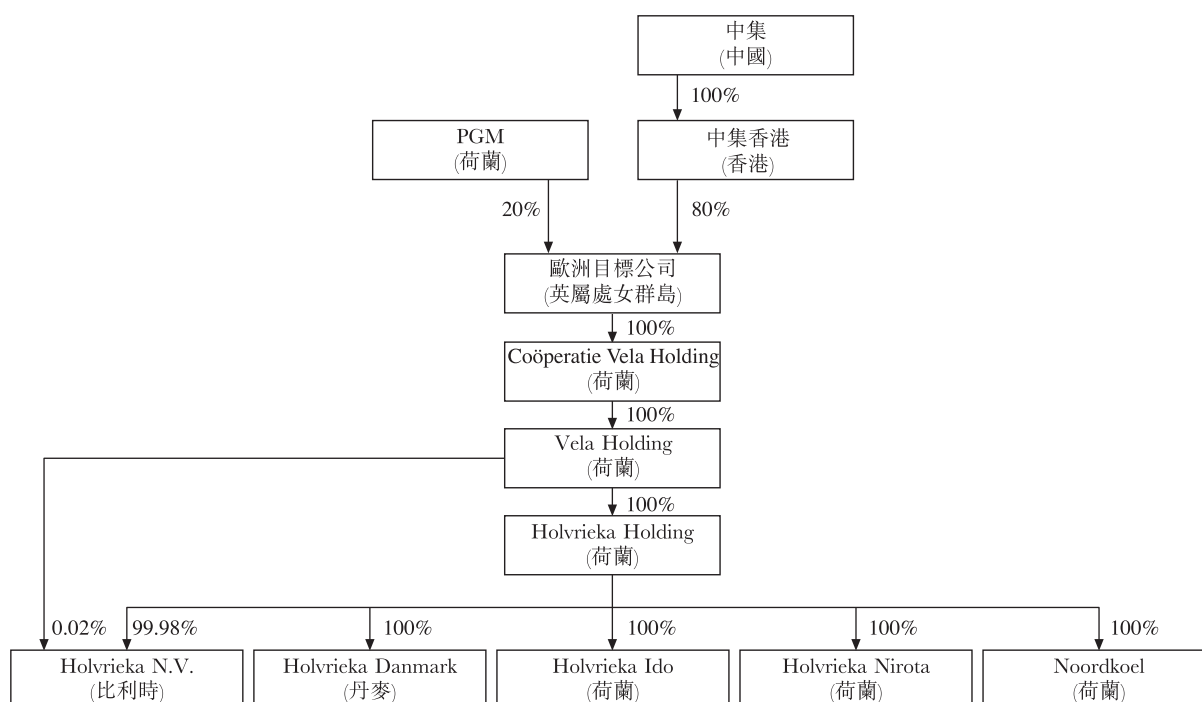 中集
(中國)
100%
PGM
(荷蘭)
中集香港
(香港)
20%
80%
歐洲目標公司
(英屬處女群島)
100%
Coöperatie Vela Holding
(荷蘭)
100%
Vela Holding
(荷蘭)
100%
Holvrieka Holding
(荷蘭)
0.02%
99.98%
100%
100%
100%
100%
Holvrieka N.V.
(比利時)
Holvrieka Danmark
(丹麥)
Holvrieka Ido
(荷蘭)
Holvrieka Nirota
(荷蘭)
Noordkoel
(荷蘭)